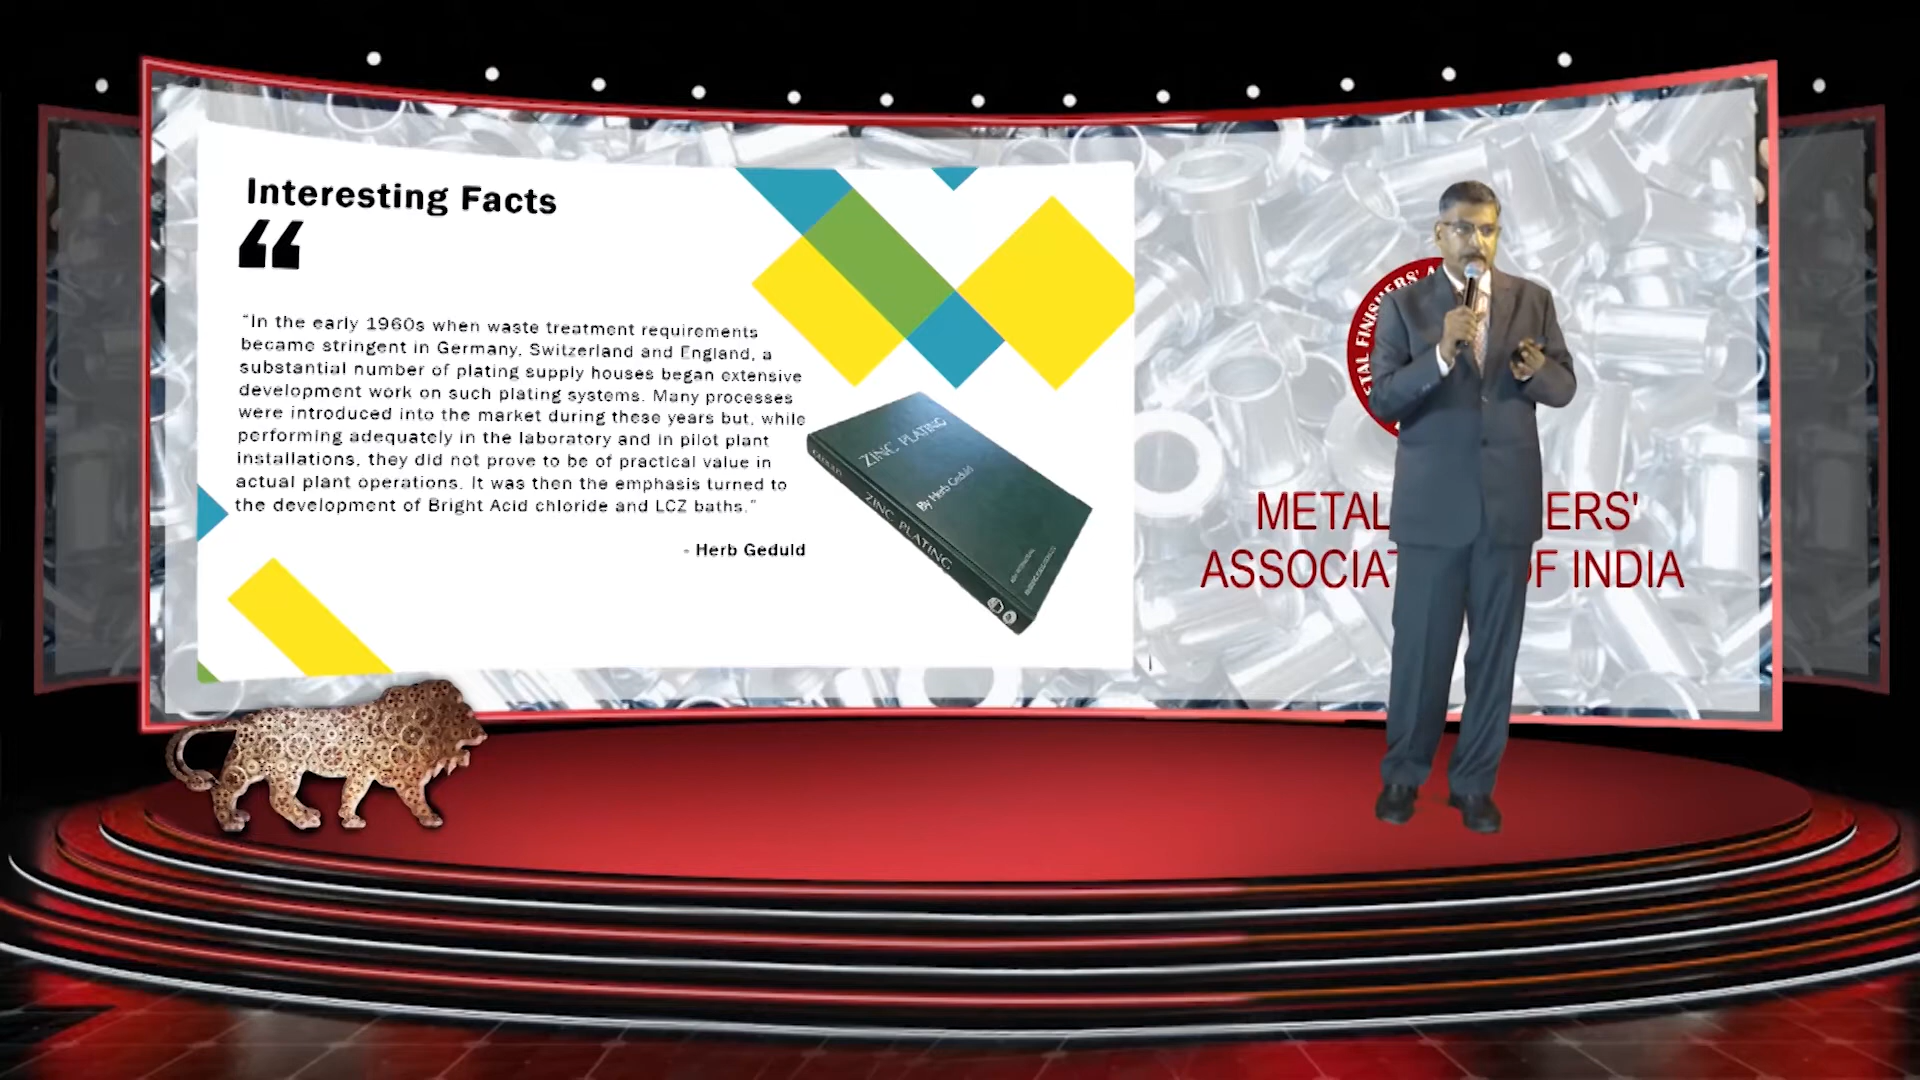 Interesting Facts
“
“In the early 1960s when waste treatment requirements
became stringent in Germany, Switzerland and England, a
substantial number of plating supply houses began extensive
development work on such plating systems. Many processes
were introduced into the market during these years but, while
performing adequately in the laboratory and in pilot plant
installations, they did not prove to be of practical value in
actual plant operations. It was then the emphasis turned to
the development of Bright Acid chloride and LCZ baths.”
- Herb Geduld
ZINC PLATING
By Herb Geduld
GEDULD
ZINC PLATING
TAL FINISHERS' A
METAL ERS'
ASSOCIAT OF INDIA